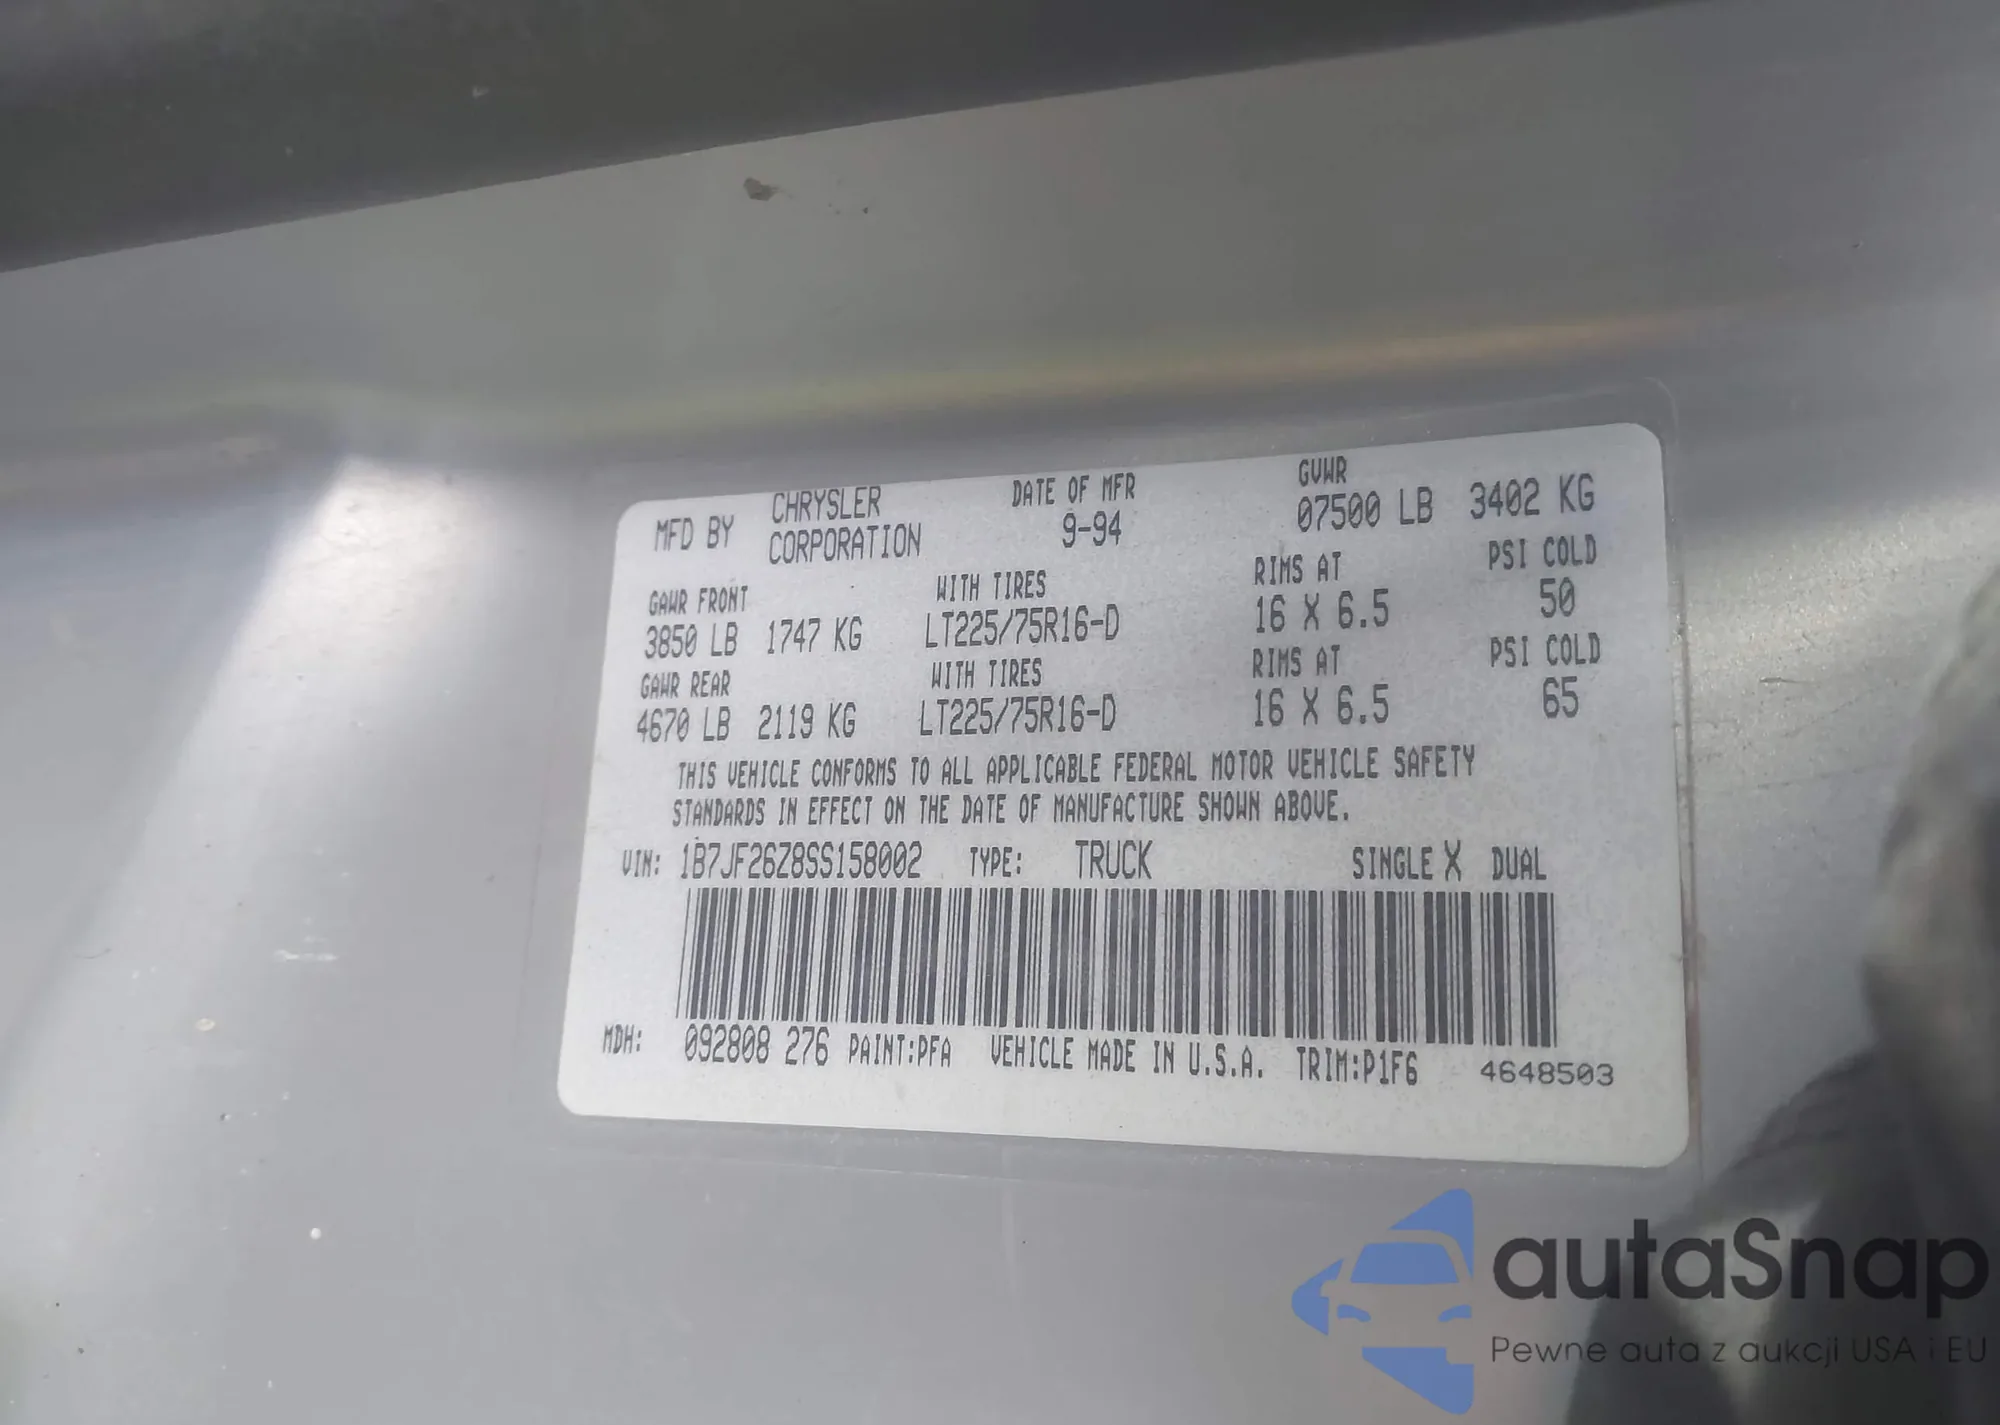 MFD BY CHRYSLER CORPORATION DATE OF MFR 9-94 GVWR 07500 LB 3402 KG
GAWR FRONT WITH TIRES RIMS AT PSI COLD
3850 LB 1747 KG LT225/75R16-D 16 X 6.5 50
GAWR REAR WITH TIRES RIMS AT PSI COLD
4670 LB 2119 KG LT225/75R16-D 16 X 6.5 65
THIS VEHICLE CONFORMS TO ALL APPLICABLE FEDERAL MOTOR VEHICLE SAFETY
STANDARDS IN EFFECT ON THE DATE OF MANUFACTURE SHOWN ABOVE.
VIN: 1B7JF26Z8SS158002 TYPE: TRUCK SINGLE X DUAL
MDH: 092808 276 PAINT:PFA VEHICLE MADE IN U.S.A. TRIM:P1F6 4648503
autaSnap
Pewne auta z aukcji USA i EU